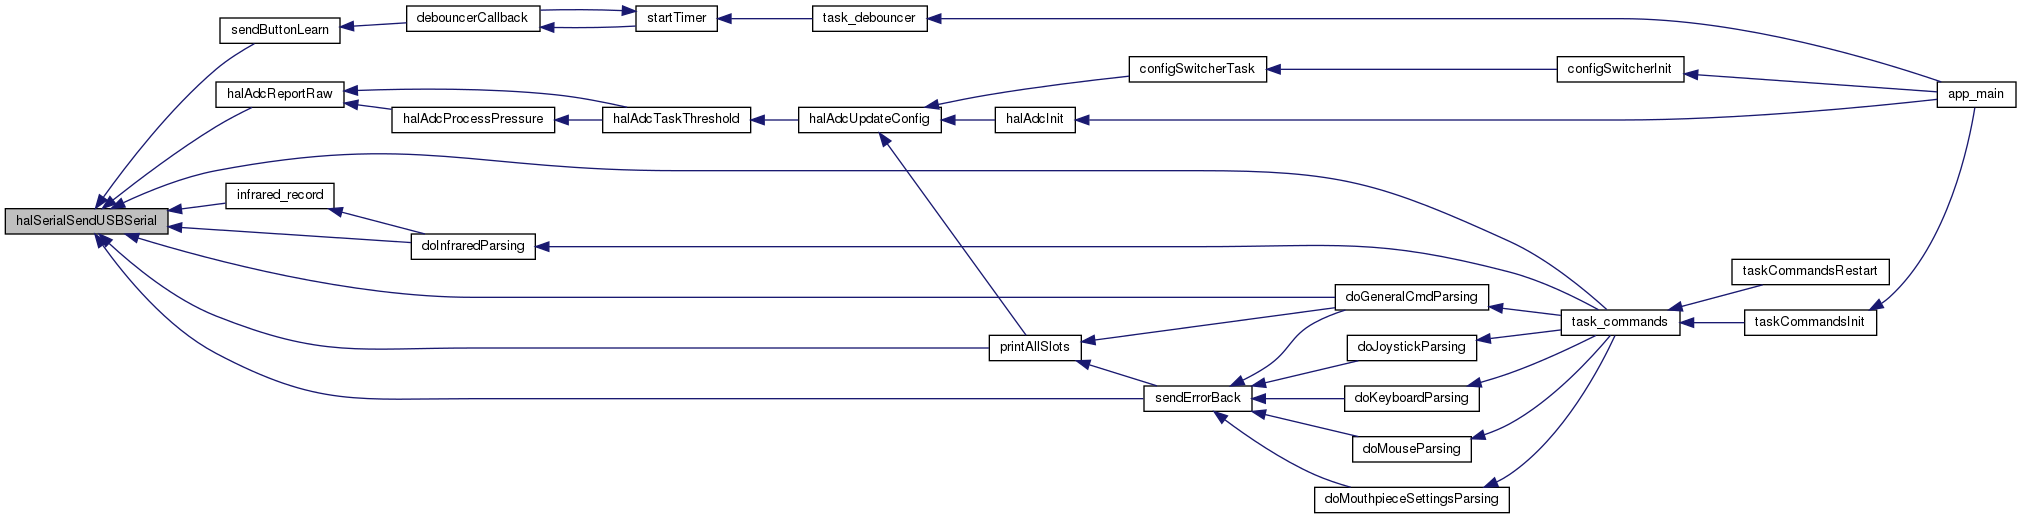 debouncerCallback
startTimer
task_debouncer
sendButtonLearn
configSwitcherTask
configSwitcherInit
halAdcReportRaw
app_main
halAdcProcessPressure
halAdcTaskThreshold
halAdcUpdateConfig
halAdcInit
infrared_record
halSerialSendUSBSerial
doInfraredParsing
taskCommandsRestart
doGeneralCmdParsing
task_commands
taskCommandsInit
printAllSlots
doJoystickParsing
sendErrorBack
doKeyboardParsing
doMouseParsing
doMouthpieceSettingsParsing